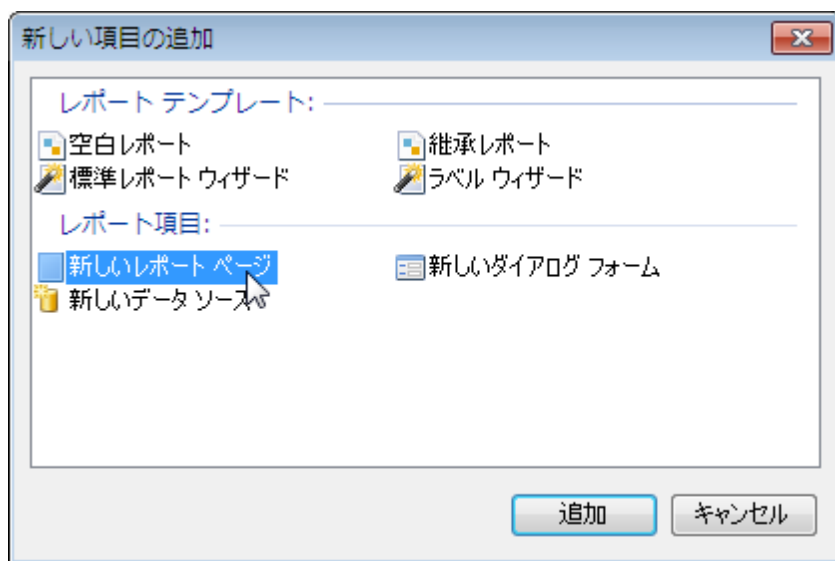 新しい項目の追加
レポート テンプレート:
空白レポート 継承レポート
標準レポート ウィザード ラベル ウィザード
レポート項目:
新しいレポート ページ 新しいダイアログ フォーム
新しいデータ ソース
追加 キャンセル